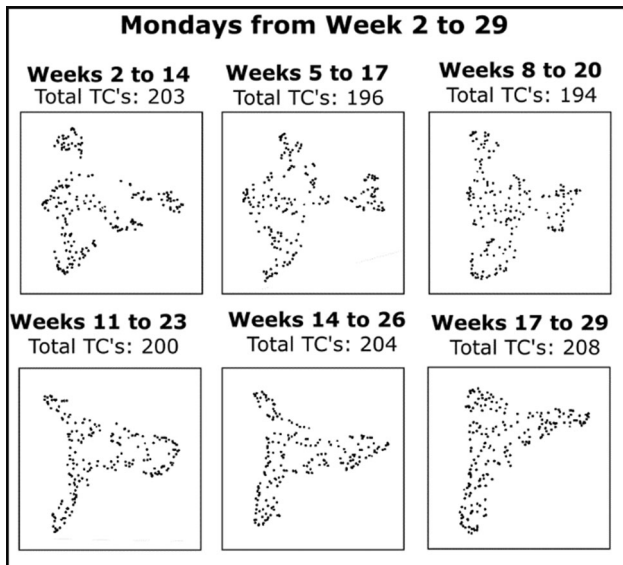 Mondays from Week 2 to 29
Weeks 2 to 14
Total TC's: 203
Weeks 5 to 17
Total TC's: 196
Weeks 8 to 20
Total TC's: 194
Weeks 11 to 23
Total TC's: 200
Weeks 14 to 26
Total TC's: 204
Weeks 17 to 29
Total TC's: 208